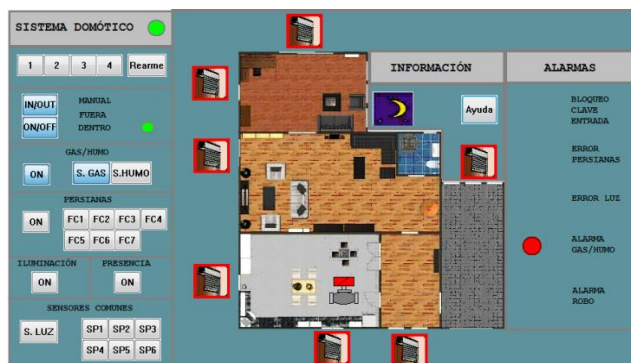 SISTEMA DOMÓTICO
1 2 3 4 Rearme
IN/OUT
ON/OFF
MANUAL
FUERA
DENTRO
GAS/HUMO
ON S. GAS S.HUMO
PERSIANAS
ON FC1 FC2 FC3 FC4
FC5 FC6 FC7
ILUMINACIÓN PRESENCIA
ON ON
SENSORES COMUNES
S. LUZ SP1 SP2 SP3
SP4 SP5 SP6
INFORMACIÓN
Ayuda
ALARMAS
BLOQUEO
CLAVE
ENTRADA
ERROR
PERSIANAS
ERROR LUZ
ALARMA
GAS/HUMO
ALARMA
ROBO